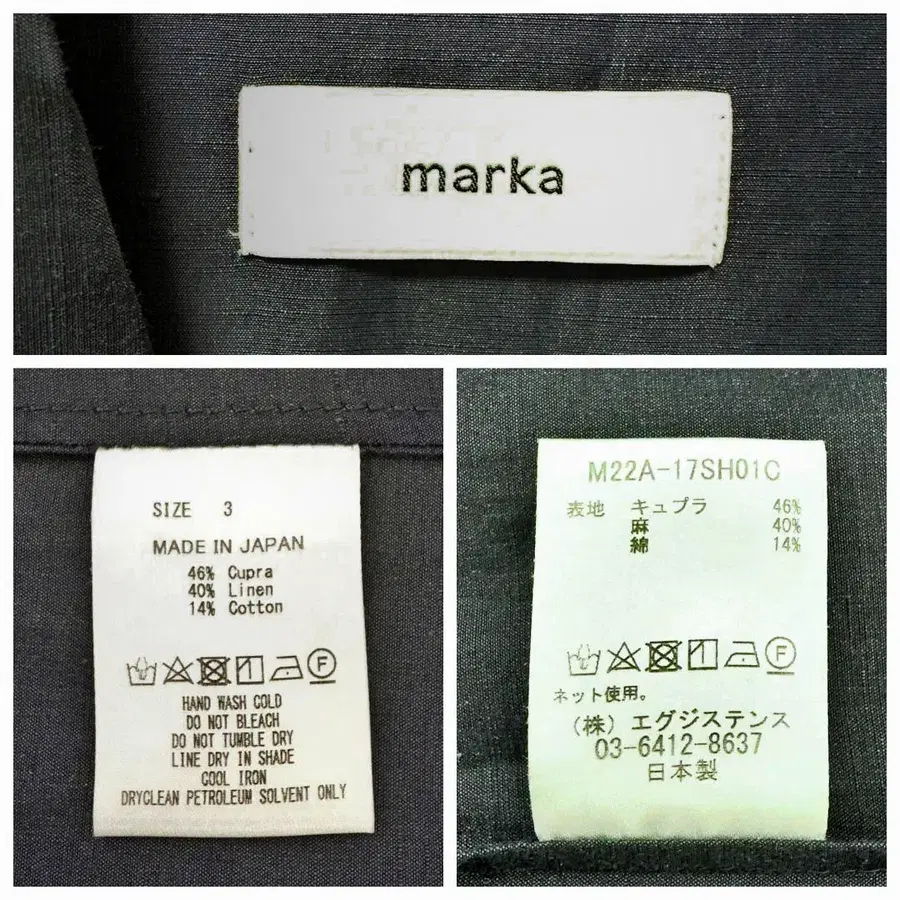 marka
SIZE 3
MADE IN JAPAN
46% Cupra
40% Linen
14% Cotton
F
HAND WASH COLD
DO NOT BLEACH
DO NOT TUMBLE DRY
LINE DRY IN SHADE
COOL IRON
DRYCLEAN PETROLEUM SOLVENT ONLY
M22A-17SH01C
表地 キュプラ 46%
麻 40%
綿 14%
F
ネット使用。
(株) エグジステンス
03-6412-8637
日本製